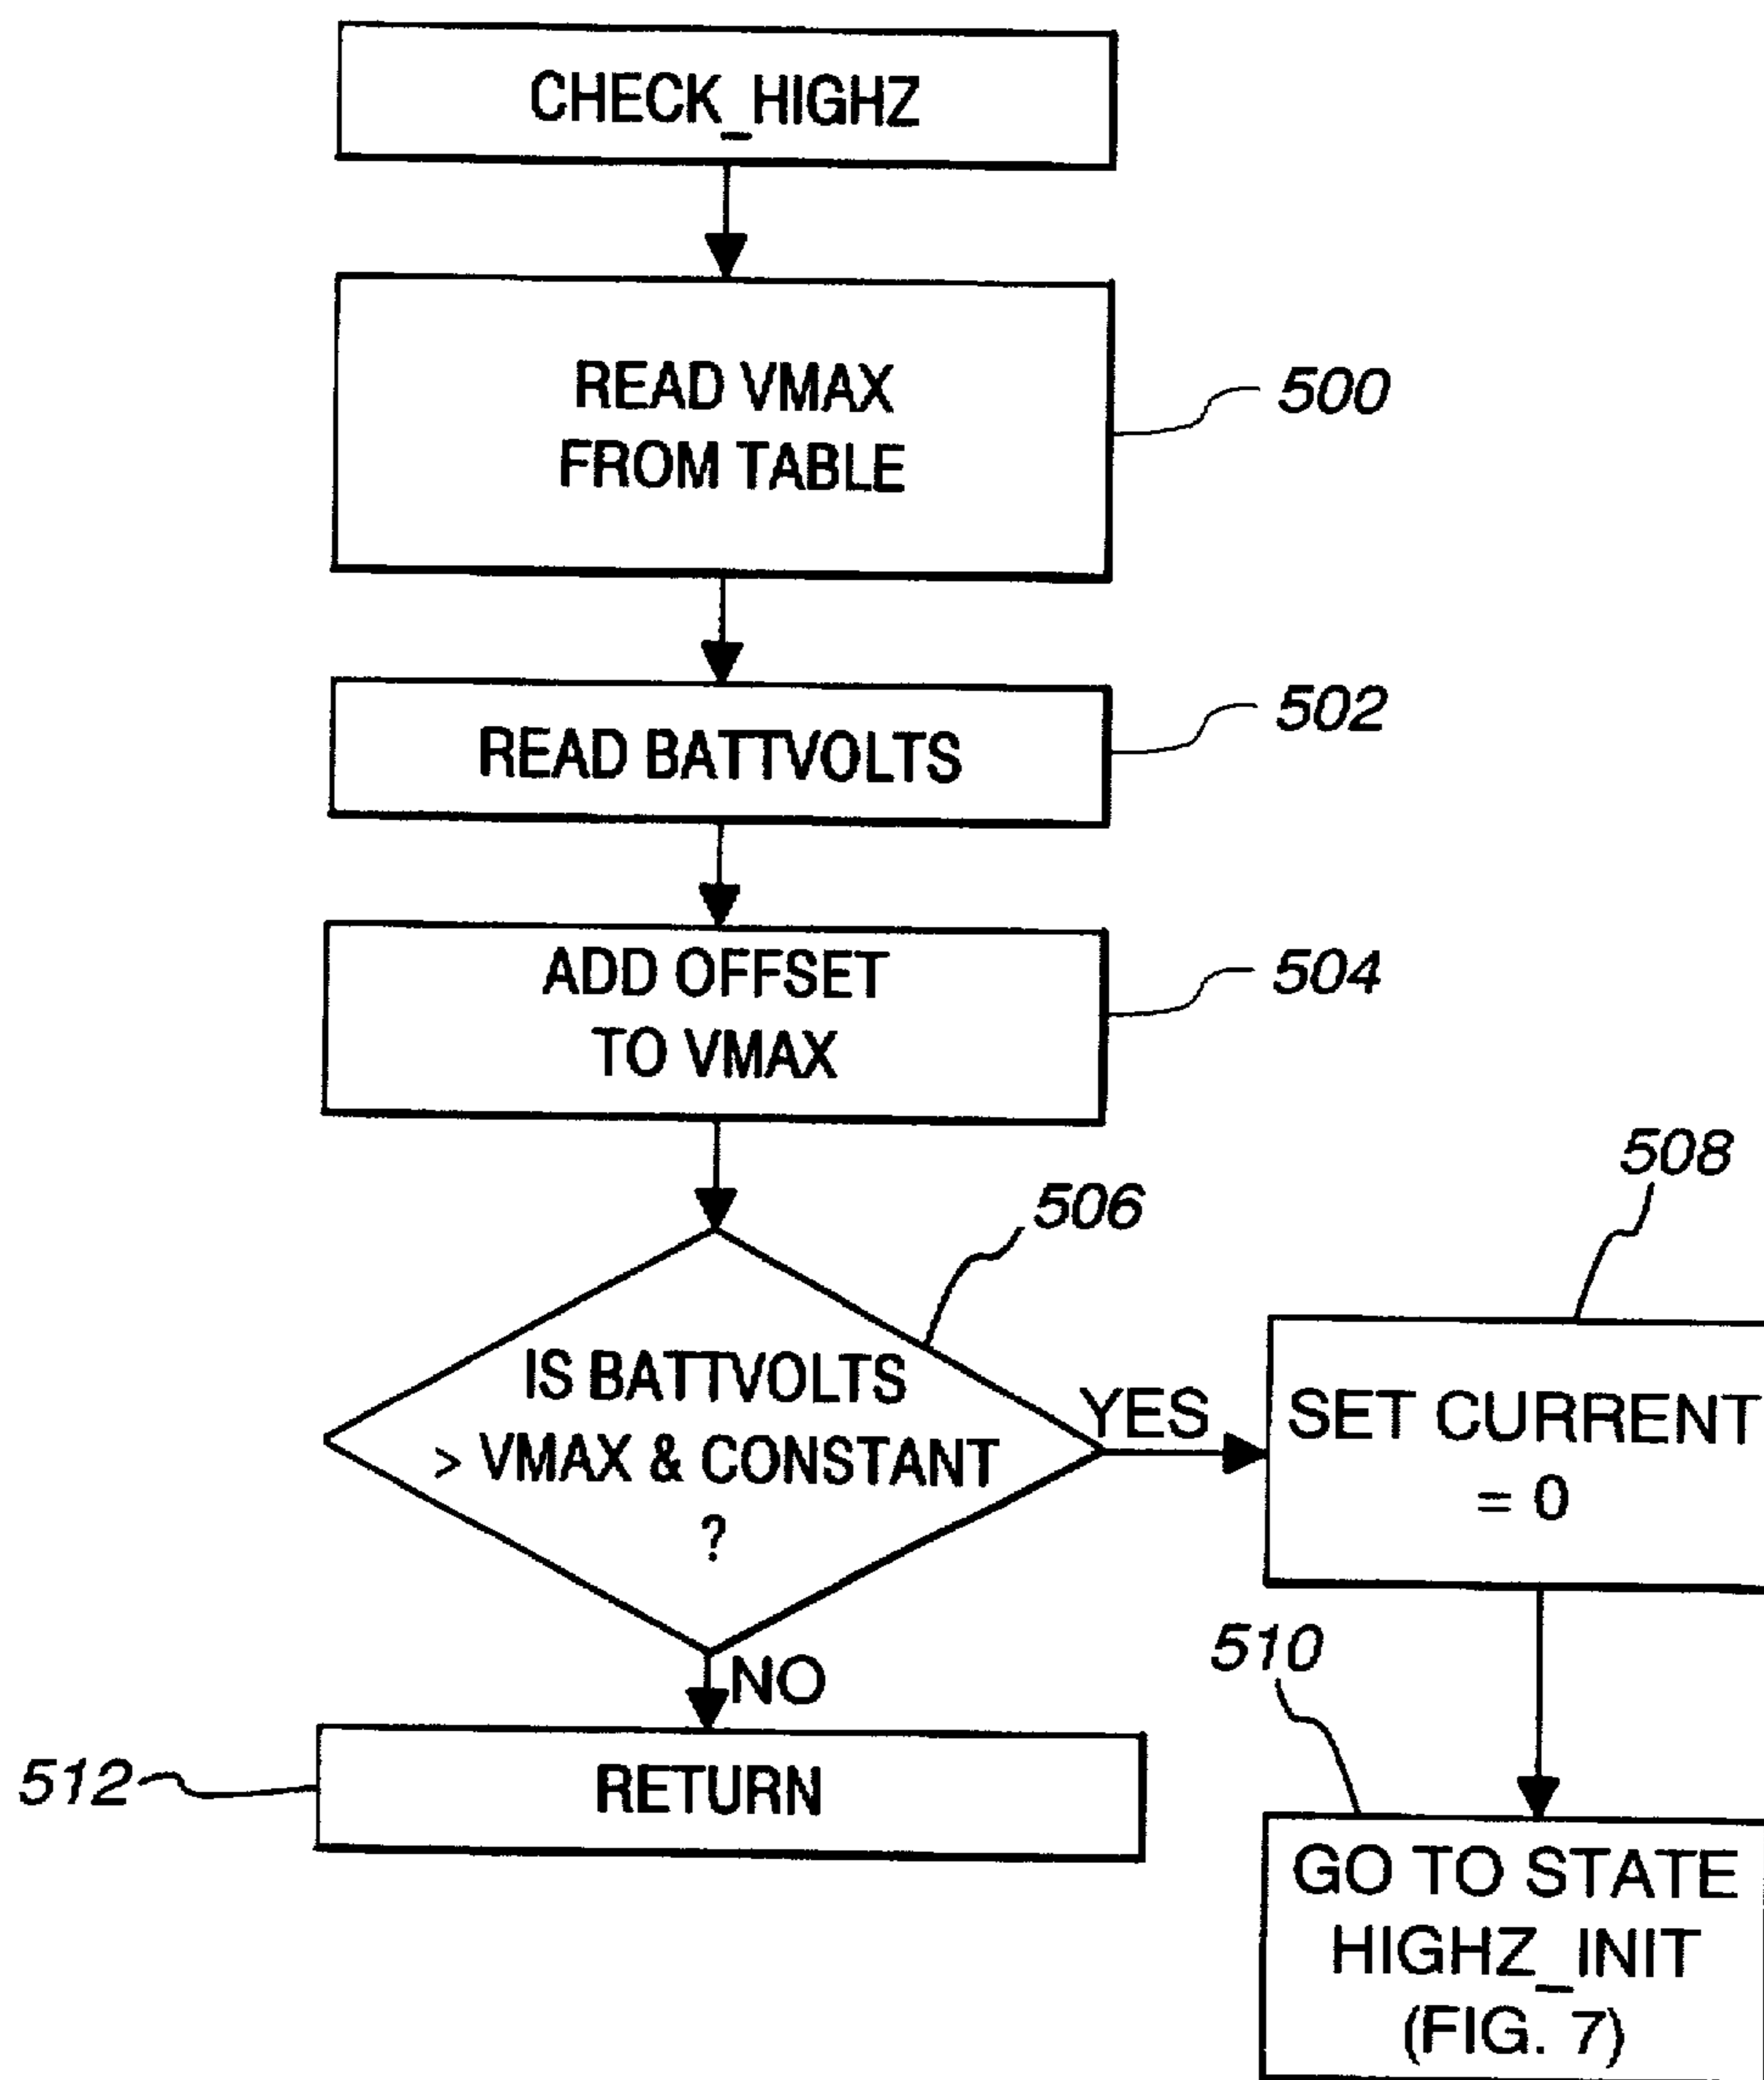 CHECK_HIGHZ
READ VMAX
FROM TABLE
500
READ BATTVOLTS
502
ADD OFFSET
TO VMAX
504
506
IS BATTVOLTS
> VMAX & CONSTANT
?
YES
508
SET CURRENT
= 0
NO
510
512
RETURN
GO TO STATE
HIGHZ_INIT
(FIG. 7)